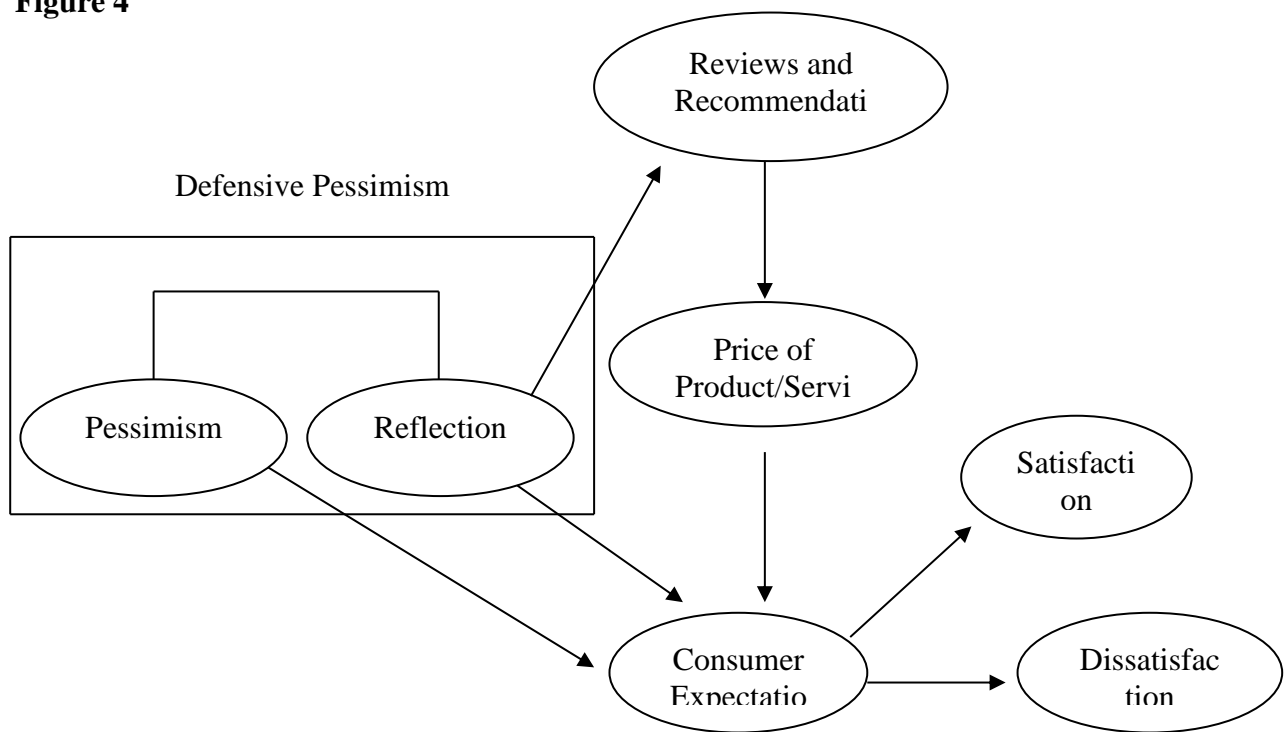 Figure 4
Reviews and
Recommendati
Defensive Pessimism
Price of
Product/Servi
Pessimism
Reflection
Satisfacti
on
Consumer
Expectatio
Dissatisfac
tion